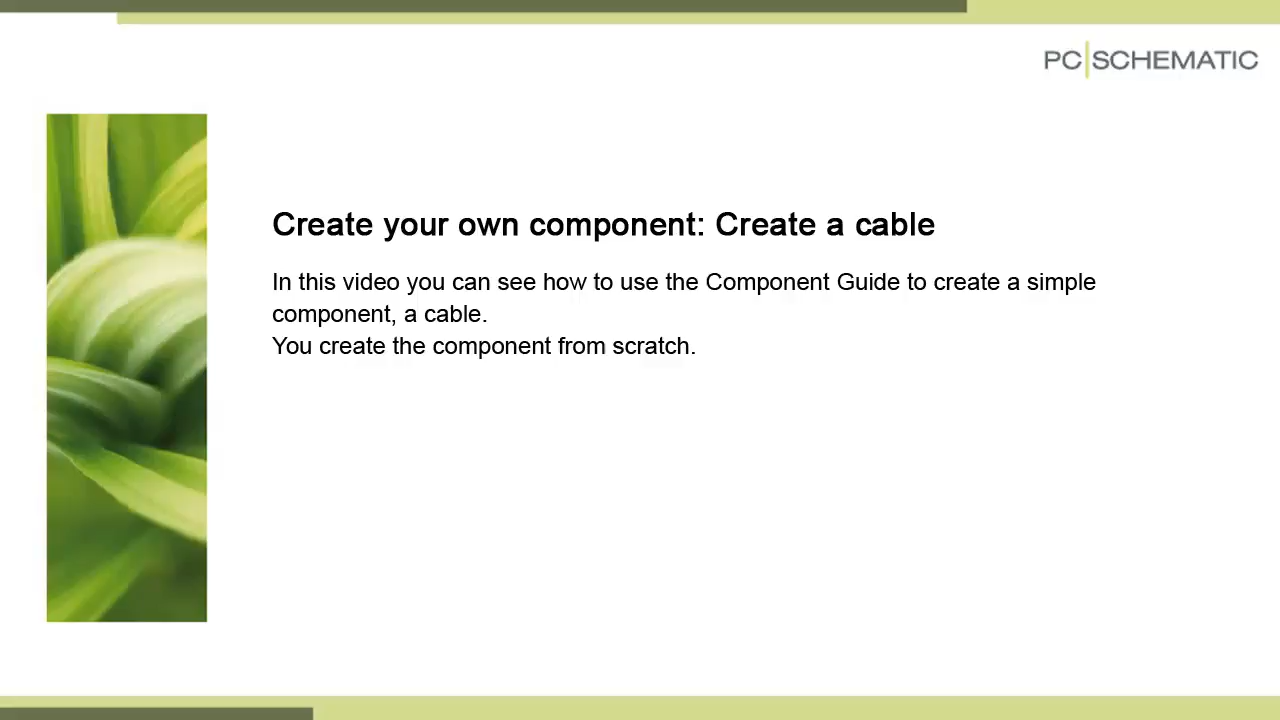 PC|SCHEMATIC
Create your own component: Create a cable
In this video you can see how to use the Component Guide to create a simple
component, a cable.
You create the component from scratch.